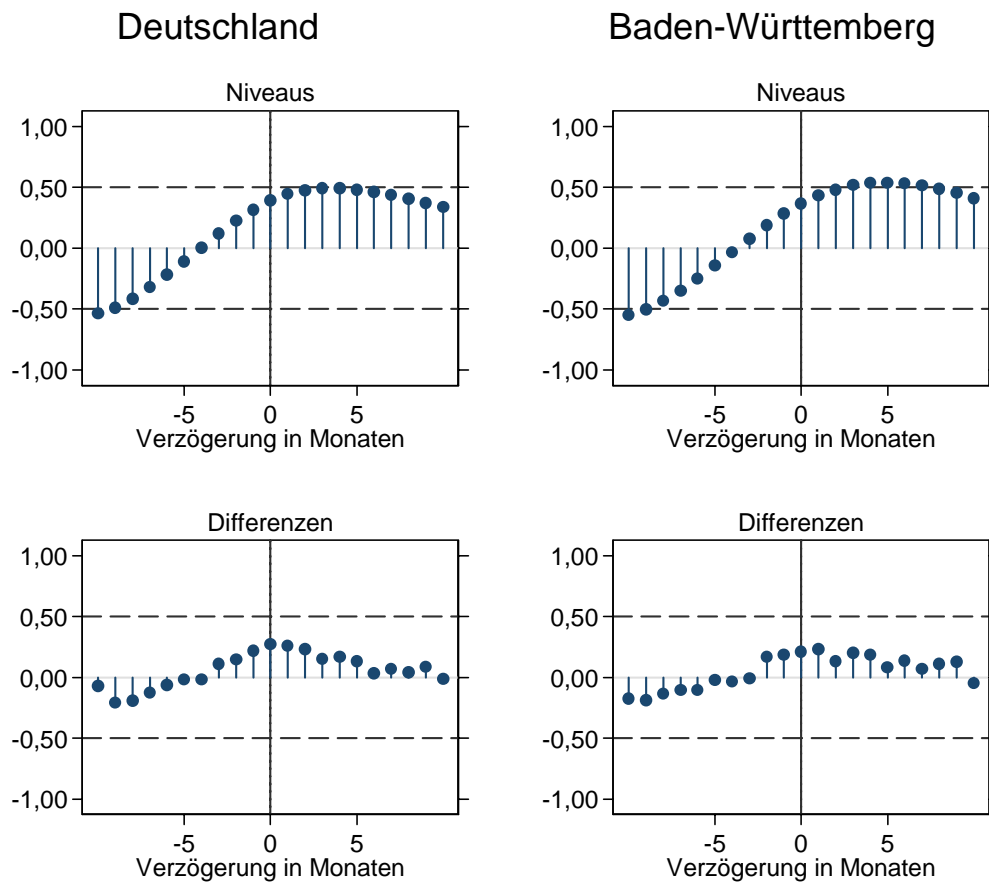 Deutschland
Baden-Württemberg
Niveaus
1,00
0,50
0,00
-0,50
-1,00
-5 0 5
Verzögerung in Monaten
Niveaus
1,00
0,50
0,00
-0,50
-1,00
-5 0 5
Verzögerung in Monaten
Differenzen
1,00
0,50
0,00
-0,50
-1,00
-5 0 5
Verzögerung in Monaten
Differenzen
1,00
0,50
0,00
-0,50
-1,00
-5 0 5
Verzögerung in Monaten